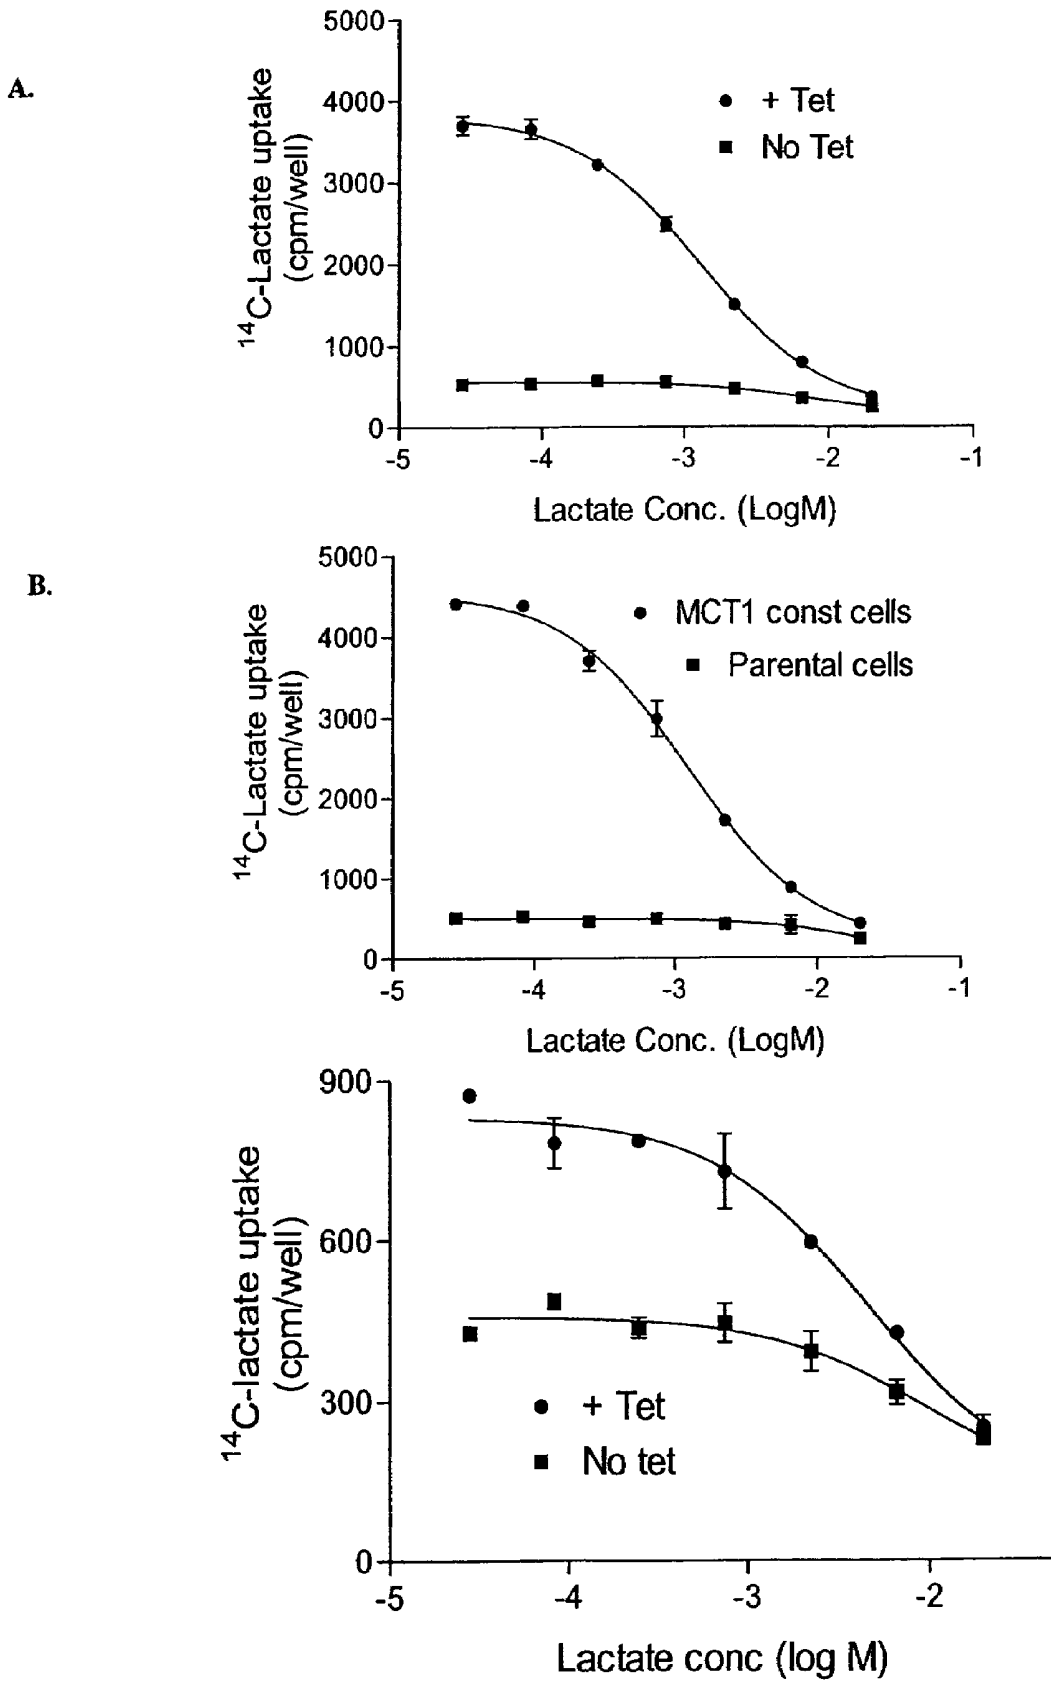 A.
5000
4000
3000
2000
1000
0
14C-Lactate uptake
(cpm/well)
+ Tet
No Tet
-5 -4 -3 -2 -1
Lactate Conc. (LogM)
B.
5000
4000
3000
2000
1000
0
14C-Lactate uptake
(cpm/well)
MCT1 const cells
Parental cells
-5 -4 -3 -2 -1
Lactate Conc. (LogM)
900
600
300
0
14C-lactate uptake
(cpm/well)
+ Tet
No tet
-5 -4 -3 -2
Lactate conc (log M)